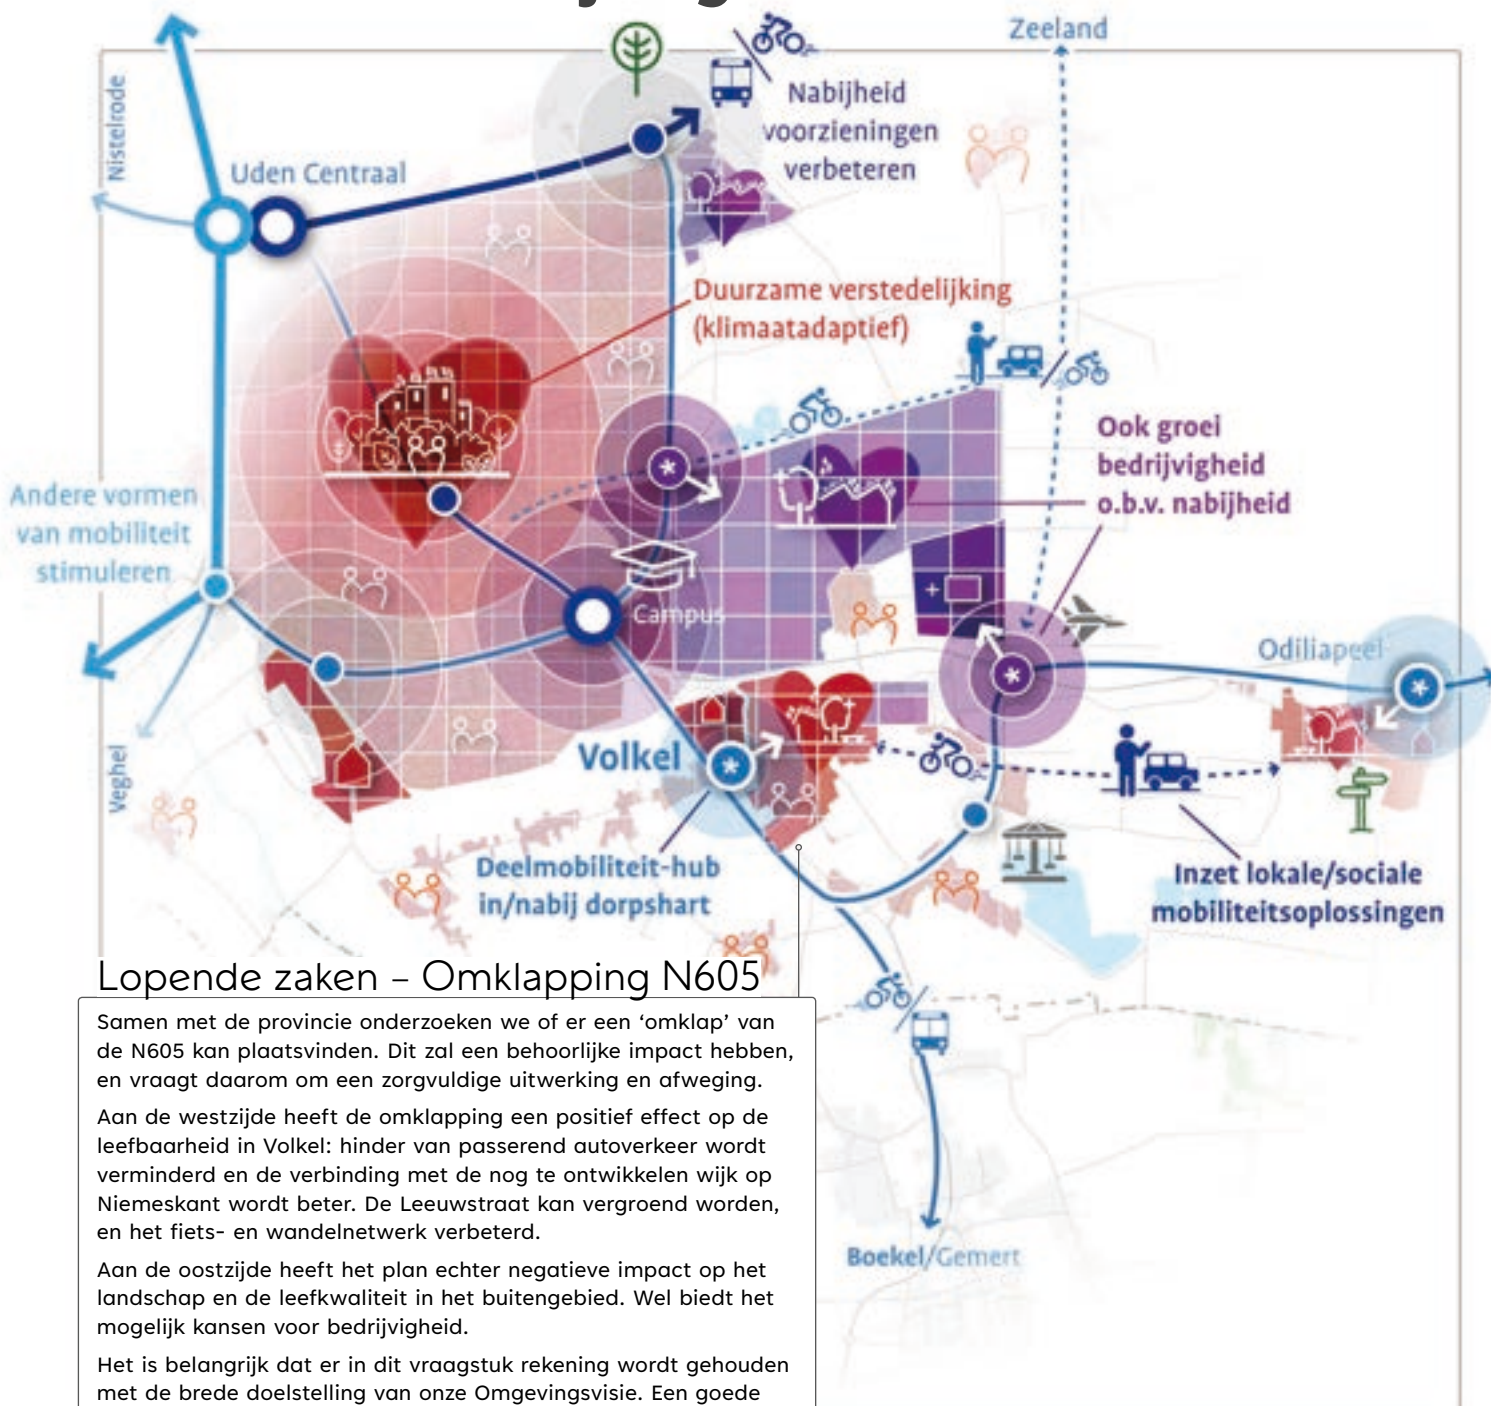 Zeeland
Nistelrode
Uden Centraal
Nabijheid
voorzieningen
verbeteren
Duurzame verstedelijking
(klimaatadaptief)
Ook groei
bedrijvigheid
o.b.v. nabijheid
Andere vormen
van mobiliteit
stimuleren
Campus
Odiliapeel
Volkel
Veghel
Deelmobiliteit-hub
in/nabij dorpshart
Inzet lokale/sociale
mobiliteitsoplossingen
Lopende zaken – Omklapping N605
Samen met de provincie onderzoeken we of er een ‘omklap’ van
de N605 kan plaatsvinden. Dit zal een behoorlijke impact hebben,
en vraagt daarom om een zorgvuldige uitwerking en afweging.
Aan de westzijde heeft de omklapping een positief effect op de
leefbaarheid in Volkel: hinder van passerend autoverkeer wordt
verminderd en de verbinding met de nog te ontwikkelen wijk op
Niemeskant wordt beter. De Leeuwstraat kan vergroend worden,
en het fiets- en wandelnetwerk verbeterd.
Aan de oostzijde heeft het plan echter negatieve impact op het
landschap en de leefkwaliteit in het buitengebied. Wel biedt het
mogelijk kansen voor bedrijvigheid.
Het is belangrijk dat er in dit vraagstuk rekening wordt gehouden
met de brede doelstelling van onze Omgevingsvisie. Een goede
Boekel/Gemert